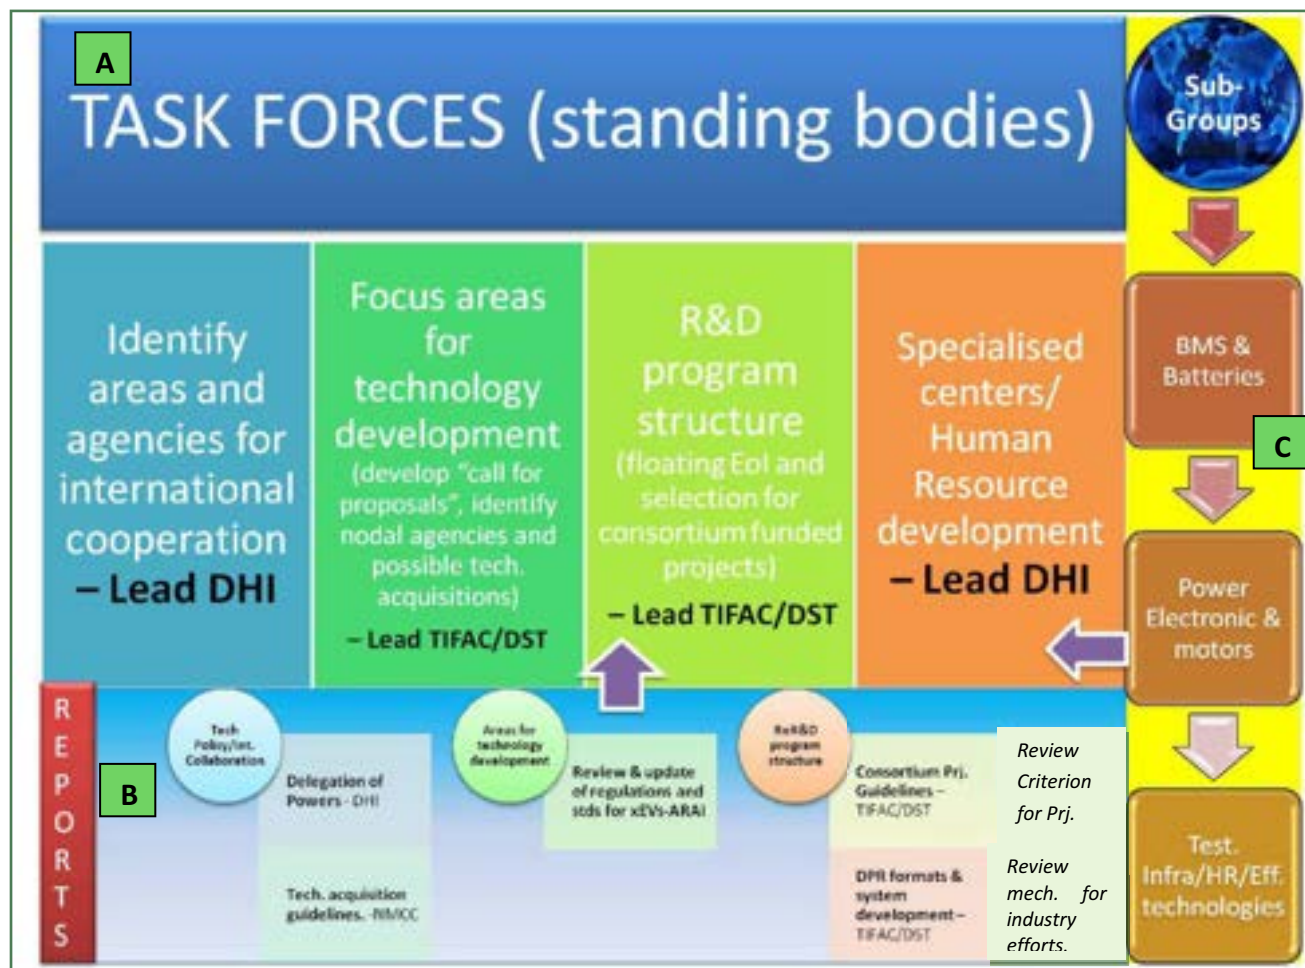 A
TASK FORCES (standing bodies)
Sub-
Groups
Identify
areas and
agencies for
international
cooperation
– Lead DHI
Focus areas
for
technology
development
(develop "call for
proposals", identify
nodal agencies and
possible tech.
acquisitions)
– Lead TIFAC/DST
R&D
program
structure
(floating EoI and
selection for
consortium funded
projects)
– Lead TIFAC/DST
Specialised
centers/
Human
Resource
development
– Lead DHI
BMS &
Batteries
C
Power
Electronic &
motors
Test.
Infra/HR/Eff.
technologies
REPORTS
B
Tech
Policy/Int.
Collaboration
Delegation of
Powers - DHI
Tech. acquisition
guidelines. -NMCC
Areas for
technology
development
Review & update
of regulations and
stds for xEVs-ARAI
program
structure
Consortium Prj.
Guidelines –
TIFAC/DST
DPR formats &
system
development –
TIFAC/DST
Review
Criterion
for Prj.
Review
mech. for
industry
efforts.